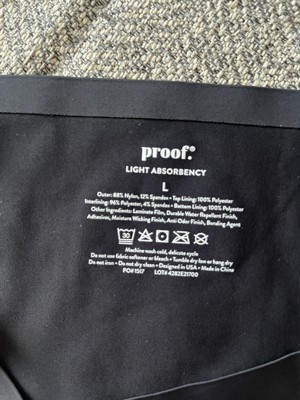 proof.®
LIGHT ABSORBENCY
L
Outer: 88% Nylon, 12% Spandex • Top Lining: 100% Polyester
Interlining: 96% Polyester, 4% Spandex • Bottom Lining: 100% Polyester
Other Ingredients: Laminate Film, Durable Water Repellent Finish,
Adhesives, Moisture Wicking Finish, Anti Odor Finish, Bonding Agent
30
Machine wash cold, delicate cycle
Do not use fabric softener or bleach • Tumble dry low or hang dry
Do not iron • Do not dry clean • Designed in USA • Made in China
PO#1517 LOT# 4282E21700